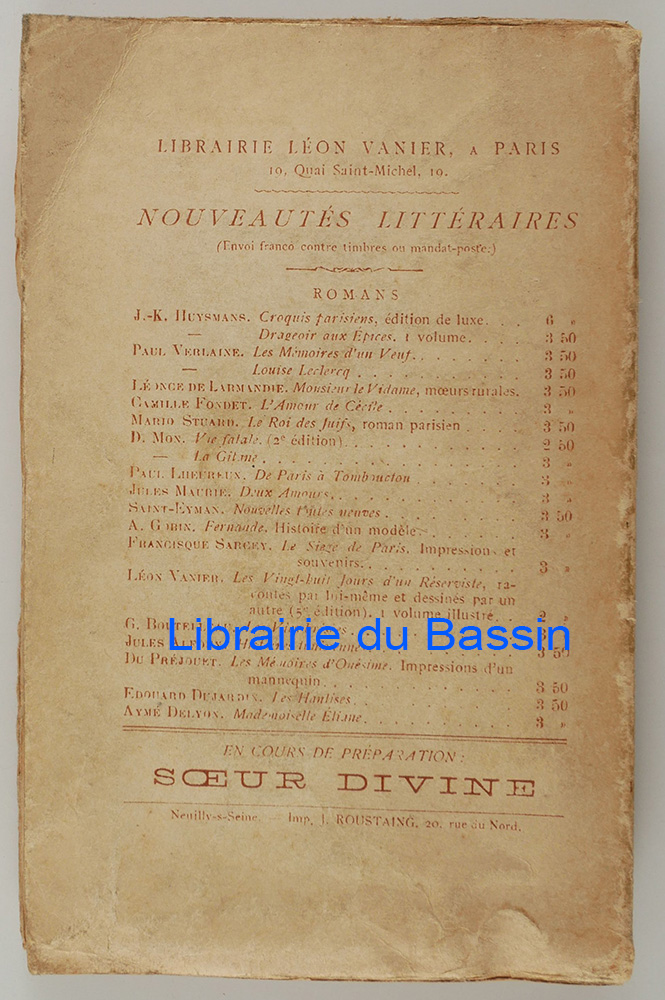 LIBRAIRIE LÉON VANIER, A PARIS
19, Quai Saint-Michel, 19.
NOUVEAUTÉS LITTÉRAIRES
(Envoi franco contre timbres ou mandat-poste.)
ROMANS
J.-K. HUYSMANS. Croquis parisiens, édition de luxe. . . 6 »
— Drageoir aux Épices. 1 volume. . . . 3 50
PAUL VERLAINE. Les Mémoires d'un Veuf. . . . . . . . 3 50
— Louise Leclercq . . . . . . . . . . . 3 50
LÉONCE DE LARMANDIE. Monsieur le Vidame, mœurs rurales. 3 50
CAMILLE FONDET. L'Amour de Cécile . . . . . . . . . 3 »
MARIO STUARD. Le Roi des Juifs, roman parisien . . . . 3 50
D. MON. Vie fatale. (2e édition). . . . . . . . . . . 2 50
— La Gitane . . . . . . . . . . . . . . . 3 »
PAUL LHEUREUX. De Paris à Tombouctou . . . . . . . 3 »
JULES MAURIE. Deux Amours. . . . . . . . . . . . . 3 »
SAINT-EYMAN. Nouvelles toutes neuves . . . . . . . . 3 50
A. Fernande. Histoire d'un modèle. . . . . . . 3 »
FRANCISQUE SARCEY. Le Siège de Paris. Impressions et
souvenirs. . . . . . . . . . . . . 3 »
LÉON VANIER. Les Vingt-huit Jours d'un Réserviste, ra-
contés par lui-même et dessinés par un
autre (5e édition). 1 volume illustré. . .
G.
Librairie du Bassin
JULES 3 50
DU PRÉJOUET. Les Mémoires d'Onésime. Impressions d'un
mannequin. . . . . . . . . . . . . 3 50
EDOUARD DUJARDIN. Les Hantises. . . . . . . . . . . 3 50
AYMÉ DELYON. Mademoiselle Éliane. . . . . . . . . . 3 »
EN COURS DE PRÉPARATION :
SŒUR DIVINE
Neuilly-s-Seine. — Imp. J. ROUSTAING, 20, rue du Nord.